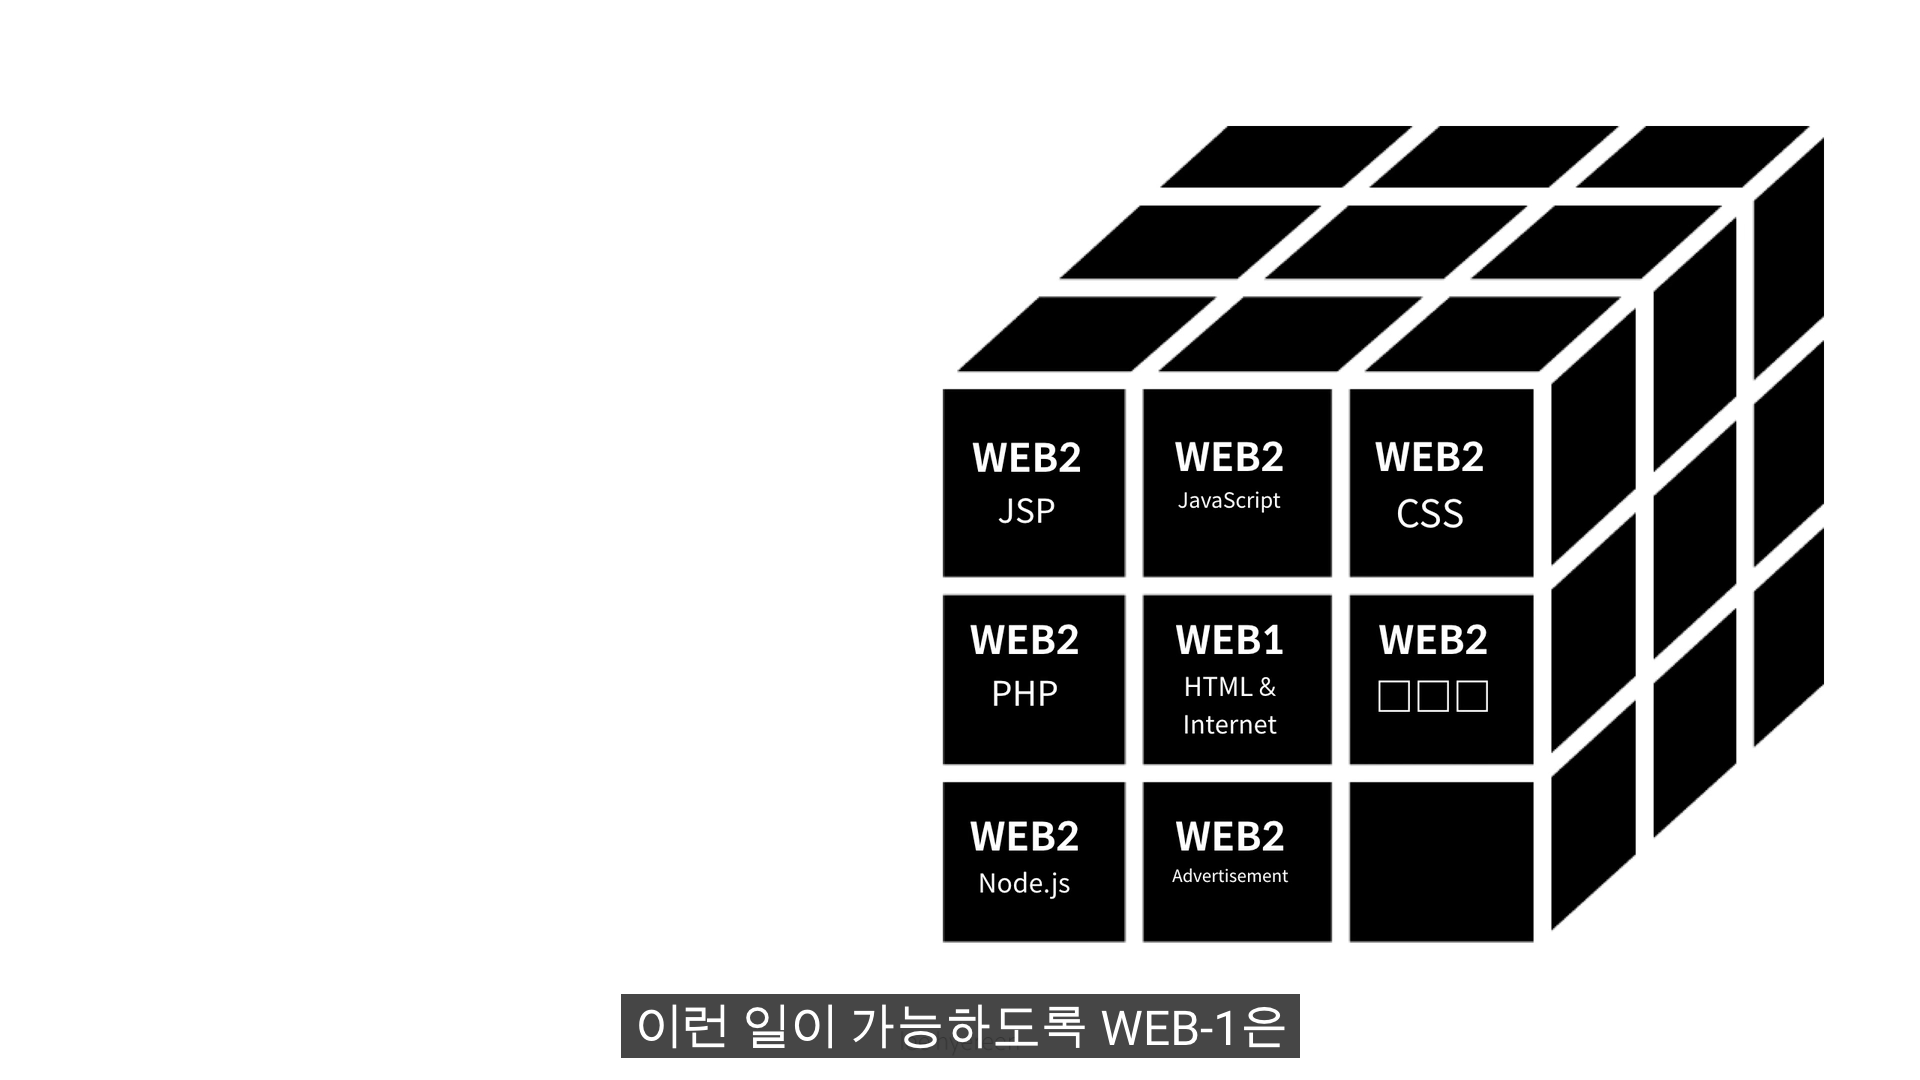 WEB2
JSP
WEB2
JavaScript
WEB2
CSS
WEB2
PHP
WEB1
HTML &
Internet
WEB2
□□□
WEB2
Node.js
WEB2
Advertisement
이런 일이 가능하도록 WEB-1은